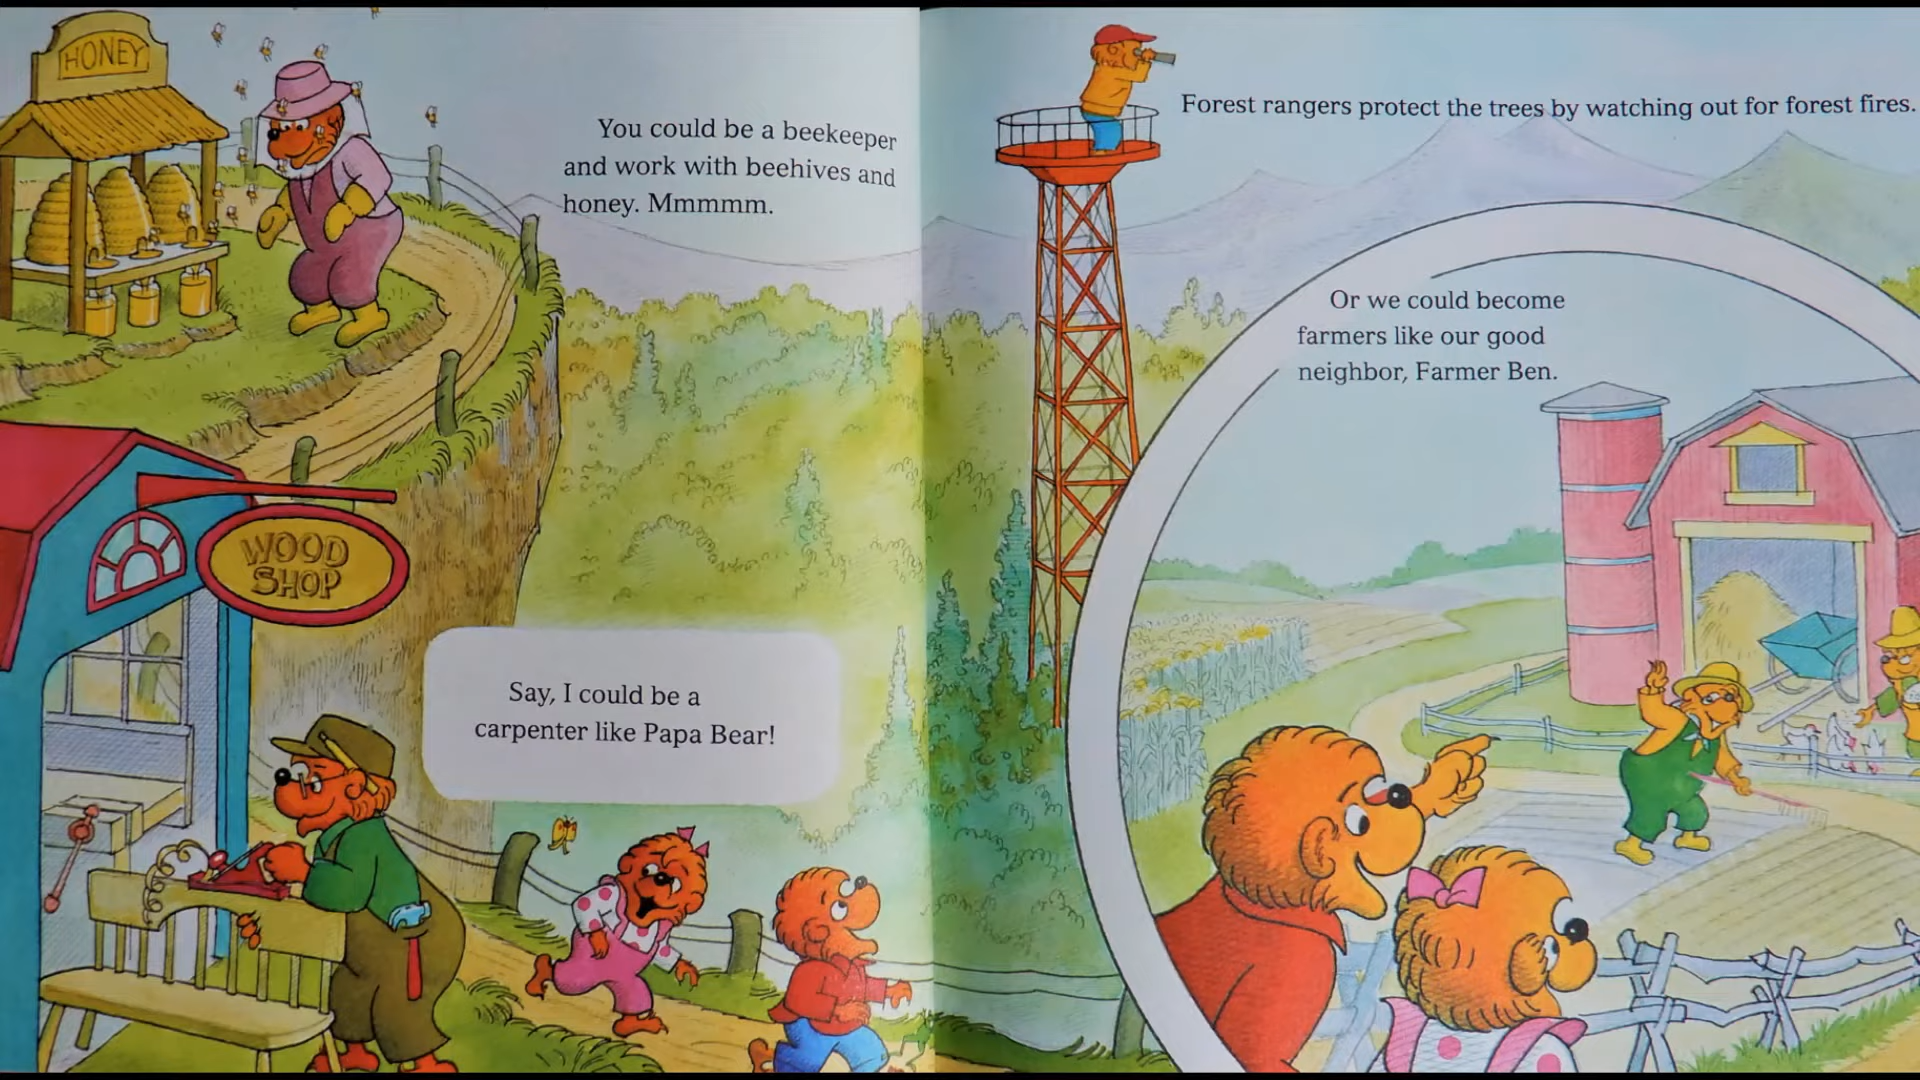 HONEY
You could be a beekeeper
and work with beehives and
honey. Mmmmm.
WOOD
SHOP
Say, I could be a
carpenter like Papa Bear!
Forest rangers protect the trees by watching out for forest fires.
Or we could become
farmers like our good
neighbor, Farmer Ben.